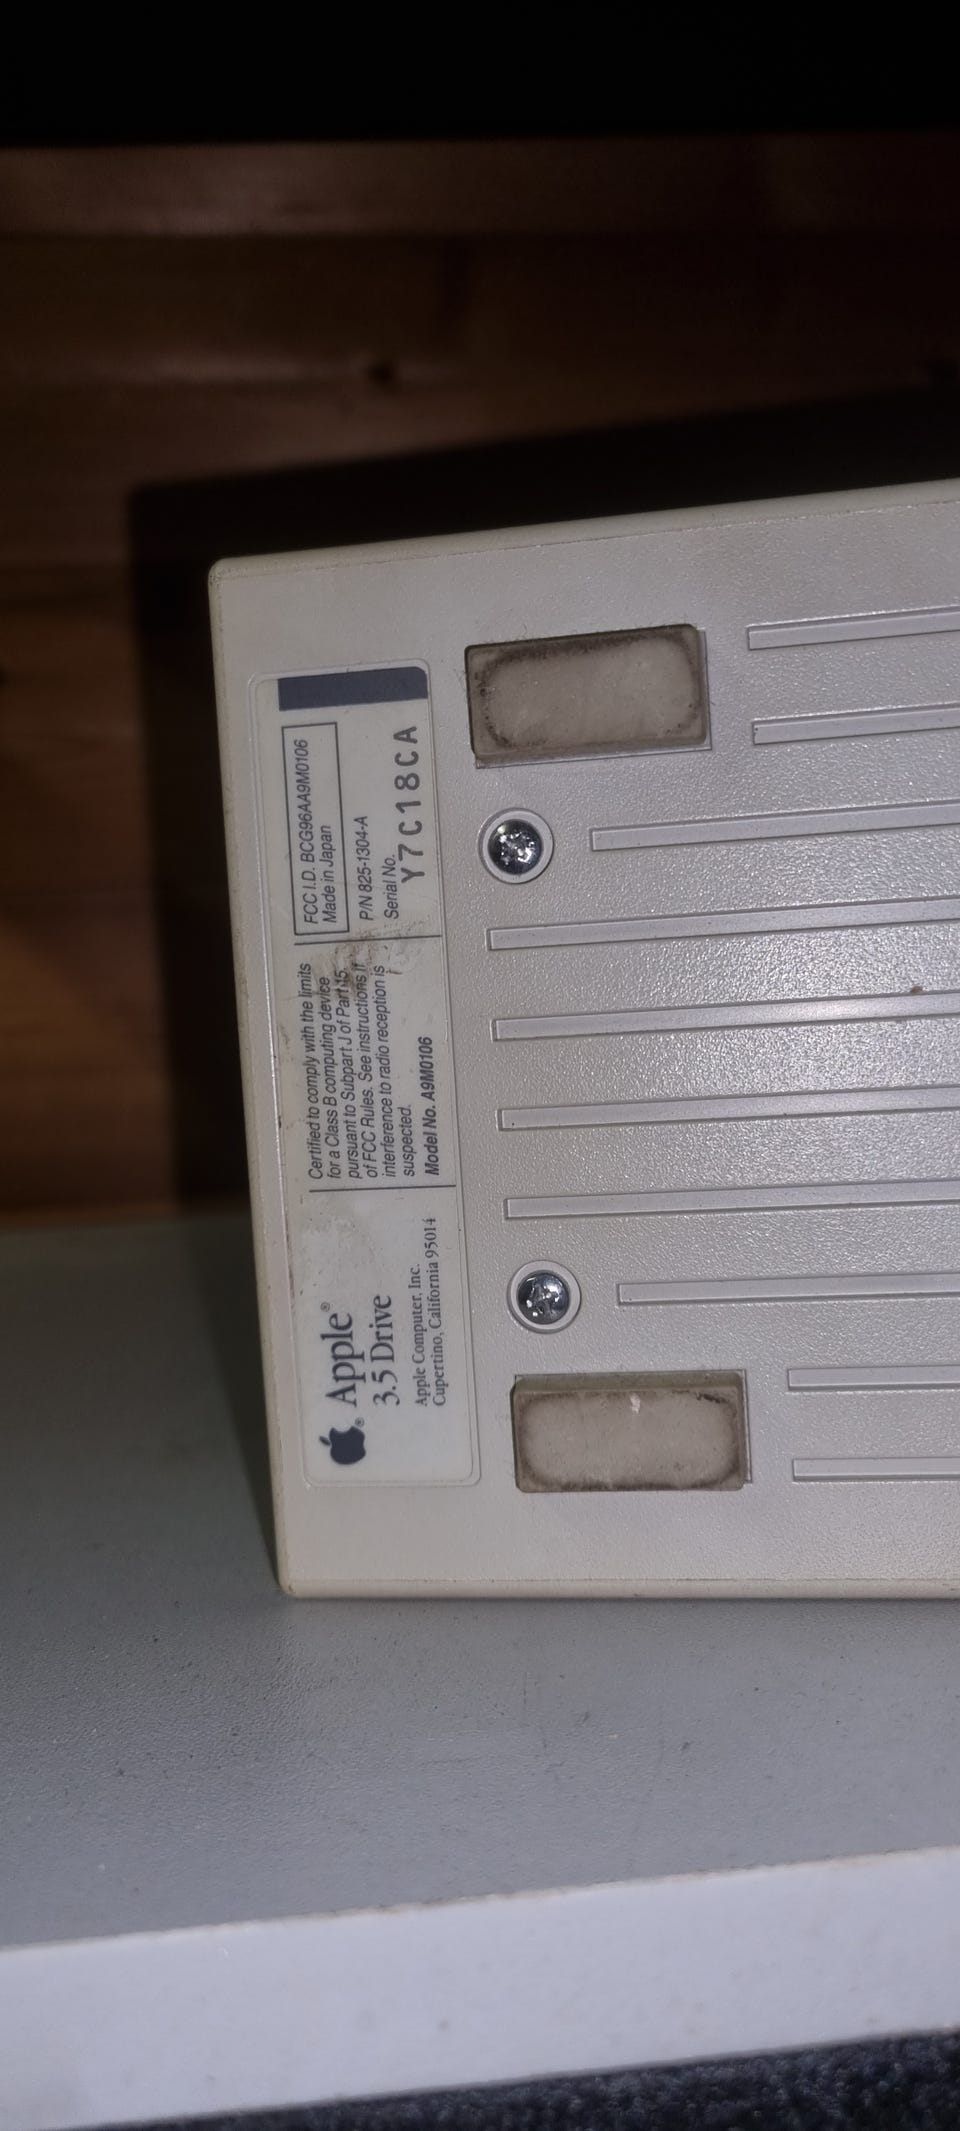 Apple®
3.5 Drive
Apple Computer, Inc.
Cupertino, California 95014
Certified to comply with the limits
for a Class B computing device
pursuant to Subpart J of Part 15
of FCC Rules. See instructions if
interference to radio reception is
suspected.
Model No. A9M0106
FCC I.D. BCG96AA9M0106
Made in Japan
P/N 825-1304-A
Serial No.
Y7C18CA